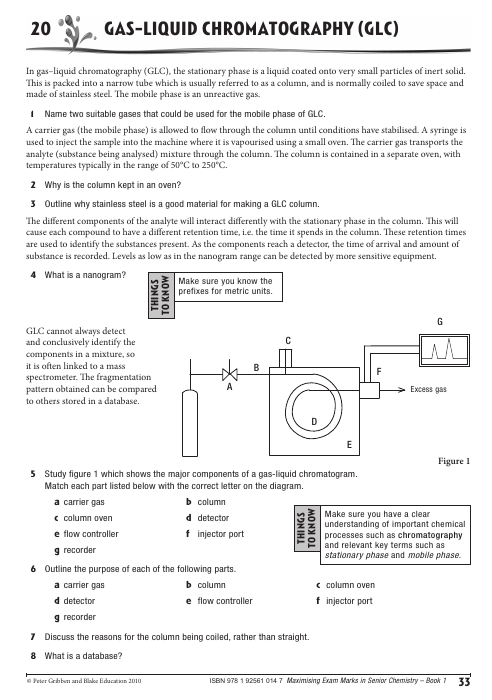 20 GAS-LIQUID CHROMATOGRAPHY (GLC)
In gas–liquid chromatography (GLC), the stationary phase is a liquid coated onto very small particles of inert solid.
This is packed into a narrow tube which is usually referred to as a column, and is normally coiled to save space and
made of stainless steel. The mobile phase is an unreactive gas.
1 Name two suitable gases that could be used for the mobile phase of GLC.
A carrier gas (the mobile phase) is allowed to flow through the column until conditions have stabilised. A syringe is
used to inject the sample into the machine where it is vapourised using a small oven. The carrier gas transports the
analyte (substance being analysed) mixture through the column. The column is contained in a separate oven, with
temperatures typically in the range of 50°C to 250°C.
2 Why is the column kept in an oven?
3 Outline why stainless steel is a good material for making a GLC column.
The different components of the analyte will interact differently with the stationary phase in the column. This will
cause each compound to have a different retention time, i.e. the time it spends in the column. These retention times
are used to identify the substances present. As the components reach a detector, the time of arrival and amount of
substance is recorded. Levels as low as in the nanogram range can be detected by more sensitive equipment.
4 What is a nanogram?
THINGS
TO KNOW
Make sure you know the
prefixes for metric units.
GLC cannot always detect
and conclusively identify the
components in a mixture, so
it is often linked to a mass
spectrometer. The fragmentation
pattern obtained can be compared
to others stored in a database.
A
B
C
D
E
F
G
Excess gas
Figure 1
5 Study figure 1 which shows the major components of a gas-liquid chromatogram.
Match each part listed below with the correct letter on the diagram.
a carrier gas b column
c column oven d detector
e flow controller f injector port
g recorder
THINGS
TO KNOW
Make sure you have a clear
understanding of important chemical
processes such as chromatography
and relevant key terms such as
stationary phase and mobile phase.
6 Outline the purpose of each of the following parts.
a carrier gas b column c column oven
d detector e flow controller f injector port
g recorder
7 Discuss the reasons for the column being coiled, rather than straight.
8 What is a database?
© Peter Gribben and Blake Education 2010 ISBN 978 1 92561 014 7 Maximising Exam Marks in Senior Chemistry – Book 1 33